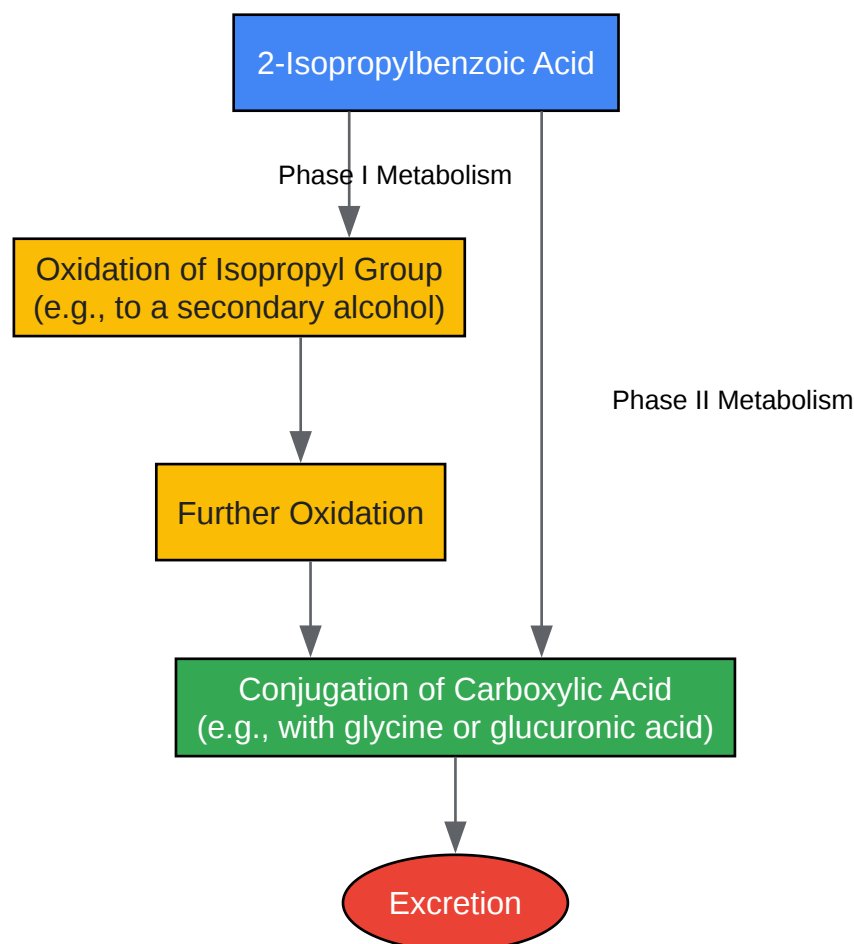 2-Isopropylbenzoic Acid
Phase I Metabolism
Oxidation of Isopropyl Group
(e.g., to a secondary alcohol)
Phase II Metabolism
Further Oxidation
Conjugation of Carboxylic Acid
(e.g., with glycine or glucuronic acid)
Excretion